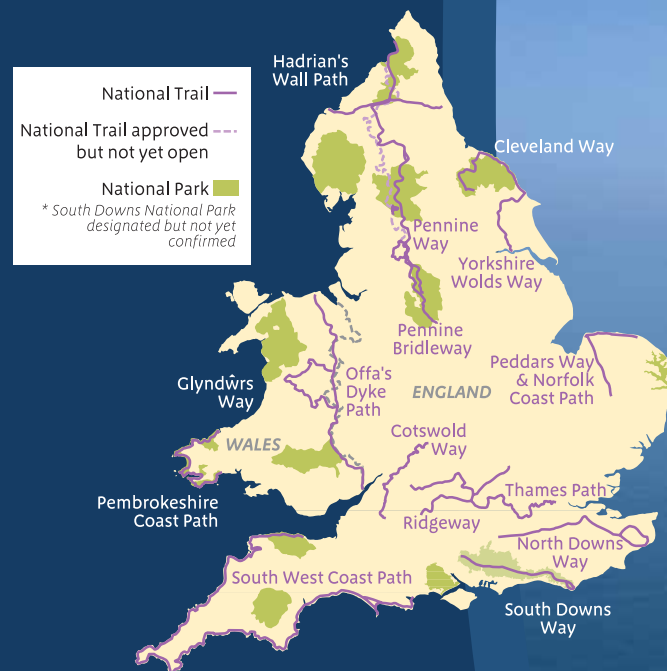 Hadrian's
Wall Path
National Trail
National Trail approved
but not yet open
National Park
* South Downs National Park
designated but not yet
confirmed
Cleveland Way
Pennine
Way
Yorkshire
Wolds Way
Pennine
Bridleway
Peddars Way
& Norfolk
Coast Path
Glyndŵrs
Way
Offa's
Dyke
Path
ENGLAND
WALES
Cotswold
Way
Pembrokeshire
Coast Path
Thames Path
Ridgeway
North Downs
Way
South West Coast Path
South Downs
Way